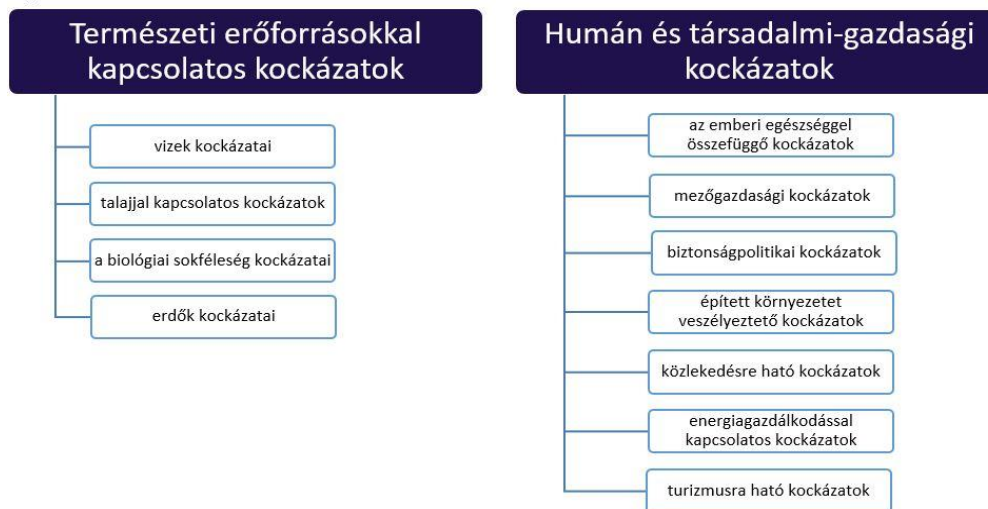 Természeti erőforrásokkal
kapcsolatos kockázatok
vizek kockázatai
talajjal kapcsolatos kockázatok
a biológiai sokféleség kockázatai
erdők kockázatai
Humán és társadalmi-gazdasági
kockázatok
az emberi egészséggel
összefüggő kockázatok
mezőgazdasági kockázatok
biztonságpolitikai kockázatok
épített környezetet
veszélyeztető kockázatok
közlekedésre ható kockázatok
energiagazdálkodással
kapcsolatos kockázatok
turizmusra ható kockázatok